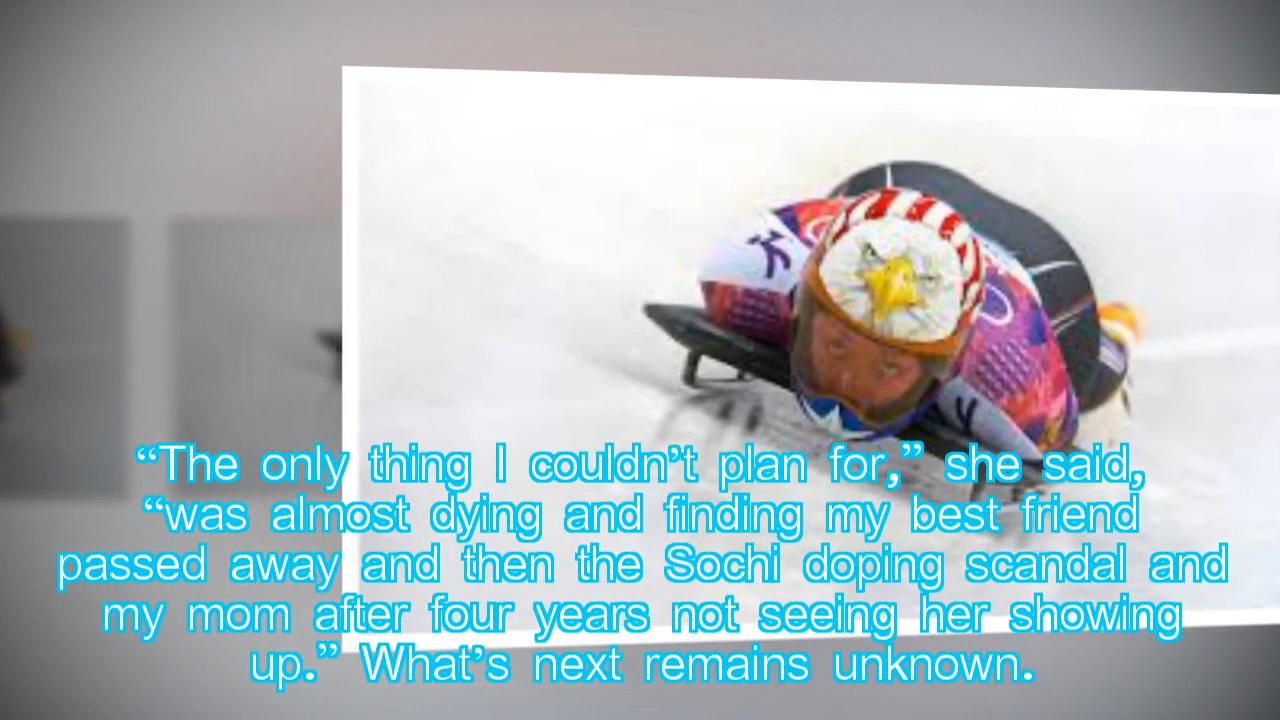 “The only thing I couldn’t plan for,” she said,
“was almost dying and finding my best friend
passed away and then the Sochi doping scandal and
my mom after four years not seeing her showing
up.” What’s next remains unknown.